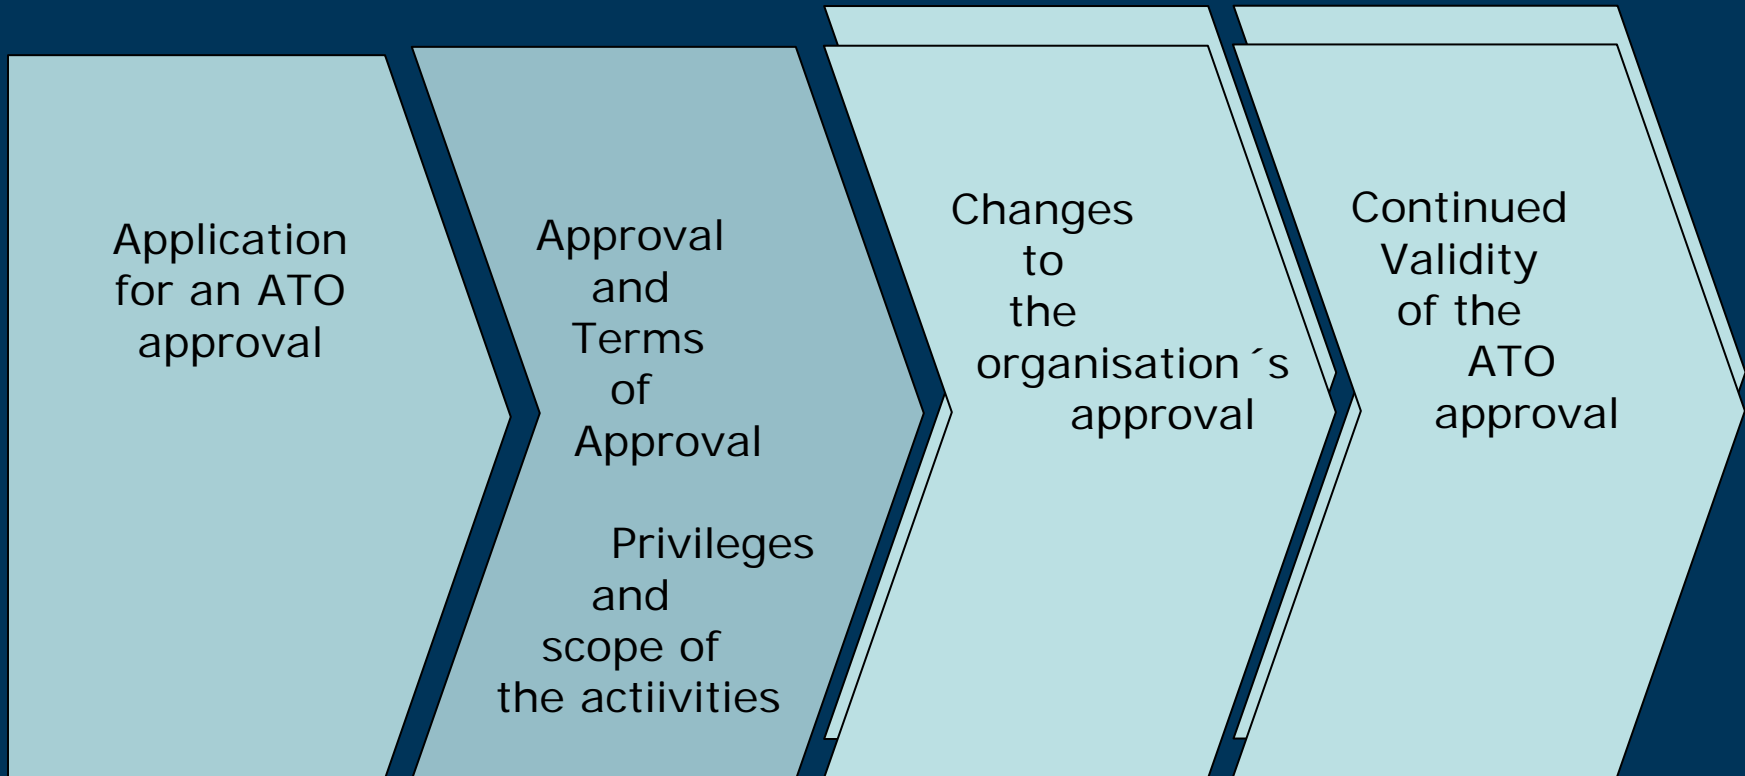 Application
for an ATO
approval
Approval
and
Terms
of
Approval
Privileges
and
scope of
the actiivities
Changes
to
the
organisation´s
approval
Continued
Validity
of the
ATO
approval